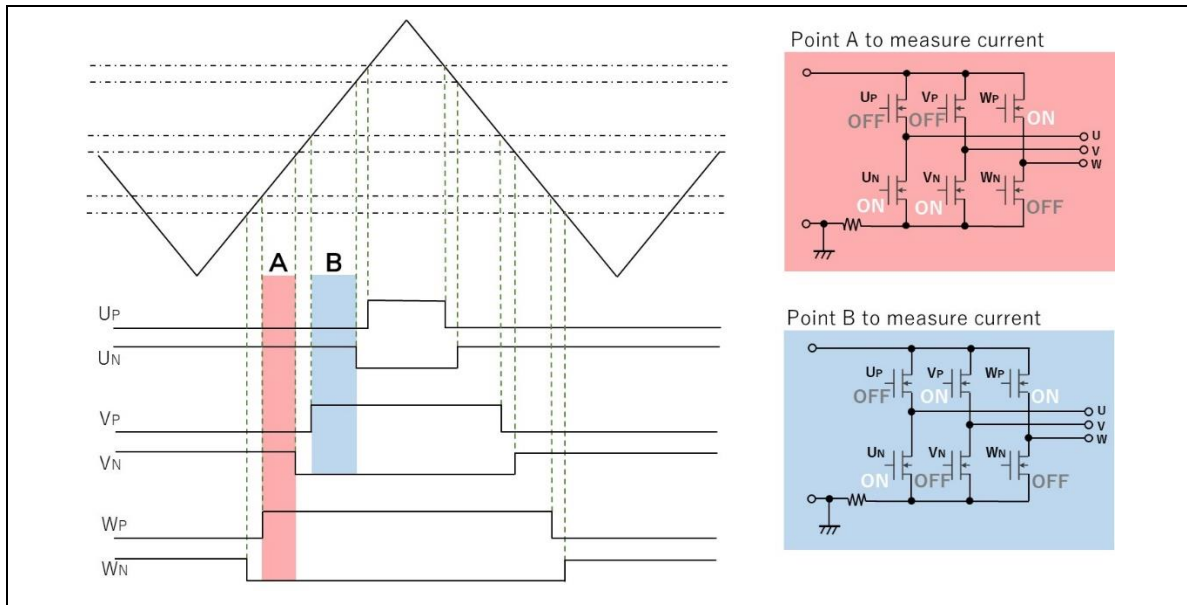 A
B
UP
UN
VP
VN
WP
WN
Point A to measure current
UP
VP
WP
OFF
OFF
ON
U
V
W
UN
VN
WN
ON
ON
OFF
Point B to measure current
UP
VP
WP
OFF
ON
ON
U
V
W
UN
VN
WN
ON
OFF
OFF